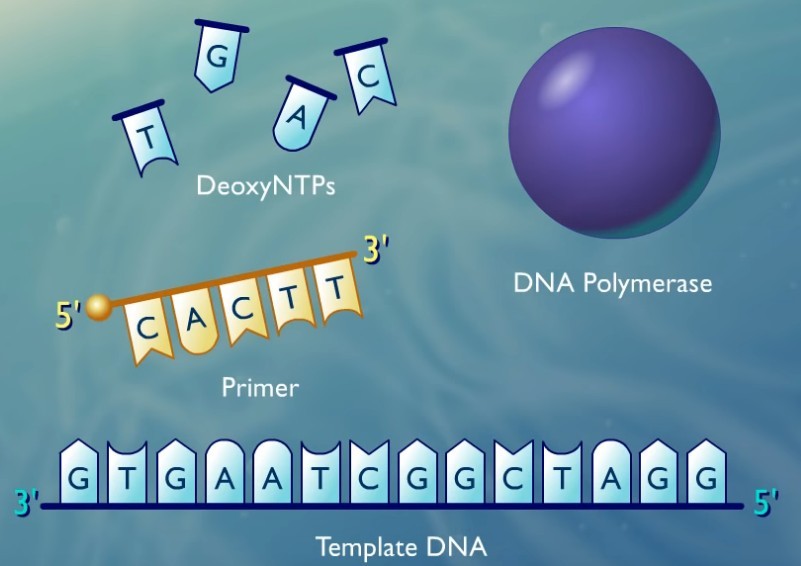 G
C
A
T
DeoxyNTPs
5' C A C T T 3'
Primer
DNA Polymerase
3' G T G A A T C G G C T A G G 5'
Template DNA